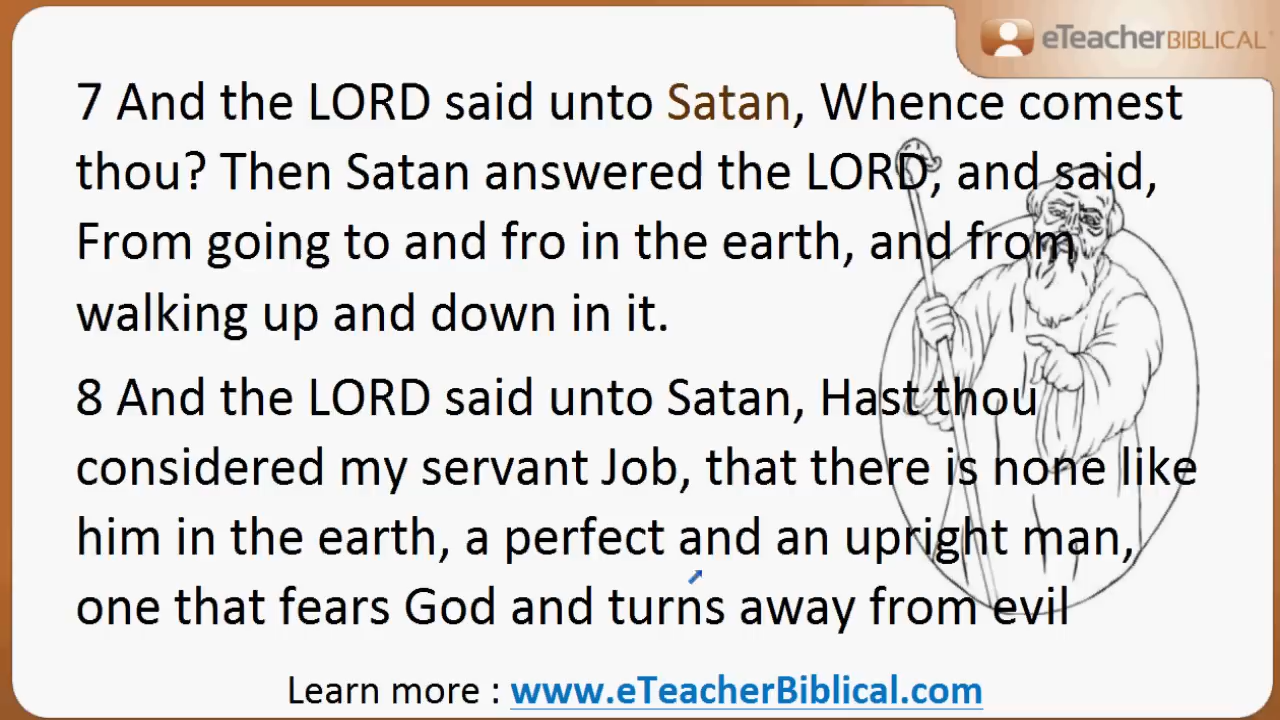 eTeacherBIBLICAL
7 And the LORD said unto Satan, Whence comest
thou? Then Satan answered the LORD, and said,
From going to and fro in the earth, and from
walking up and down in it.
8 And the LORD said unto Satan, Hast thou
considered my servant Job, that there is none like
him in the earth, a perfect and an upright man,
one that fears God and turns away from evil
Learn more : www.eTeacherBiblical.com